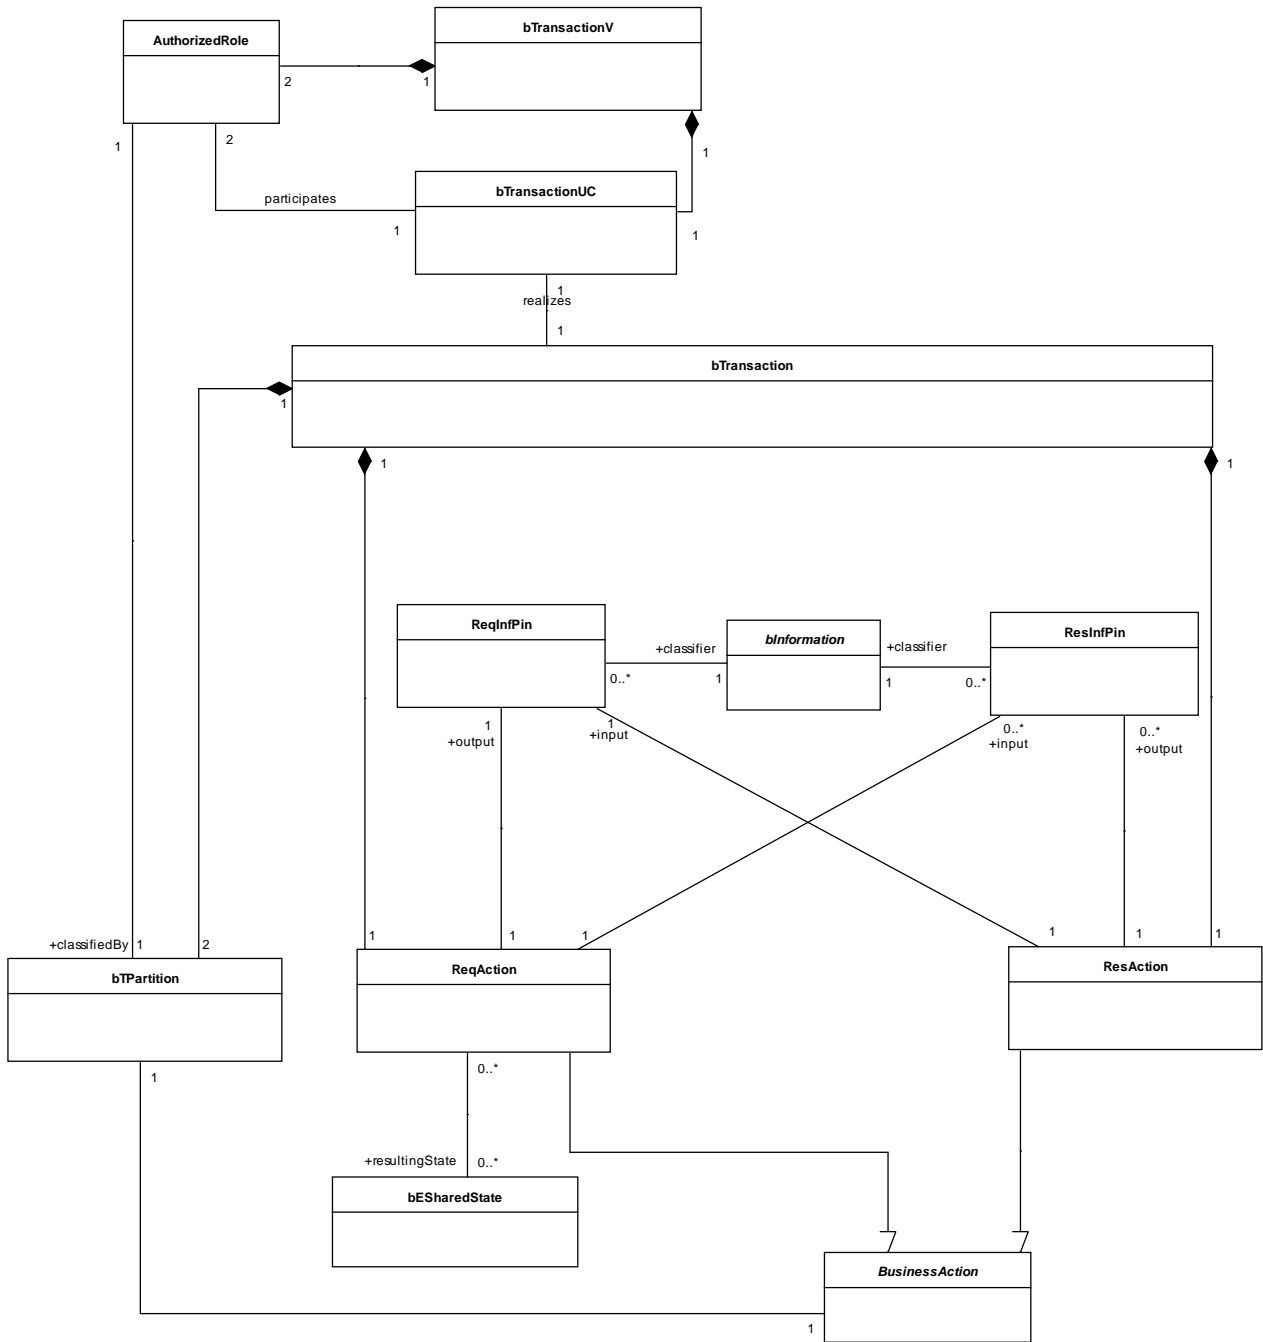 bTransactionV
AuthorizedRole
2
1
1
2
1
bTransactionUC
participates
1
1
1
realizes
1
bTransaction
1
1
1
ReqInfPin
+classifier
bInformation
+classifier
ResInfPin
0..*
1
1
0..*
1
+output
1
+input
0..*
+input
0..*
+output
+classifiedBy
1
2
1
1
1
1
1
1
bTPartition
ReqAction
ResAction
1
0..*
+resultingState
0..*
bESharedState
BusinessAction
1